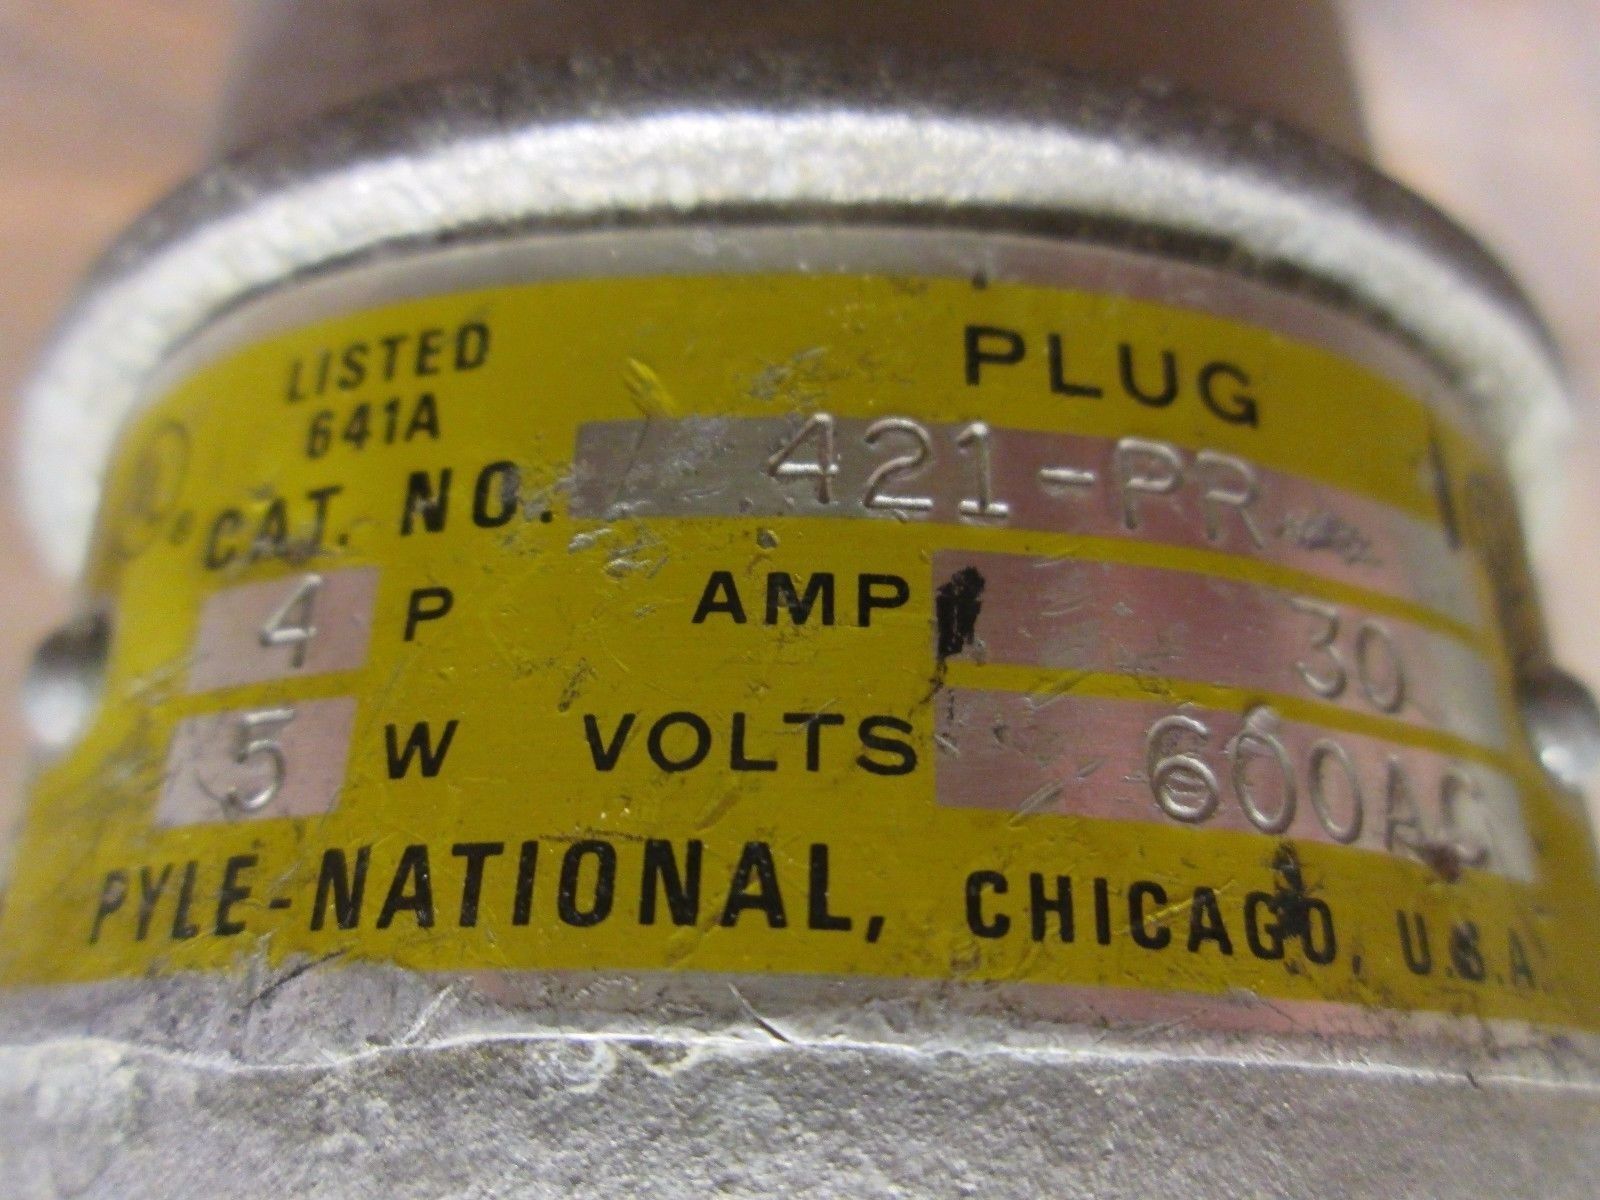 LISTED
641A
PLUG
CAT. NO. 421-PR
4 P AMP 30
5 W VOLTS 600AC
PYLE-NATIONAL, CHICAGO, U.S.A.